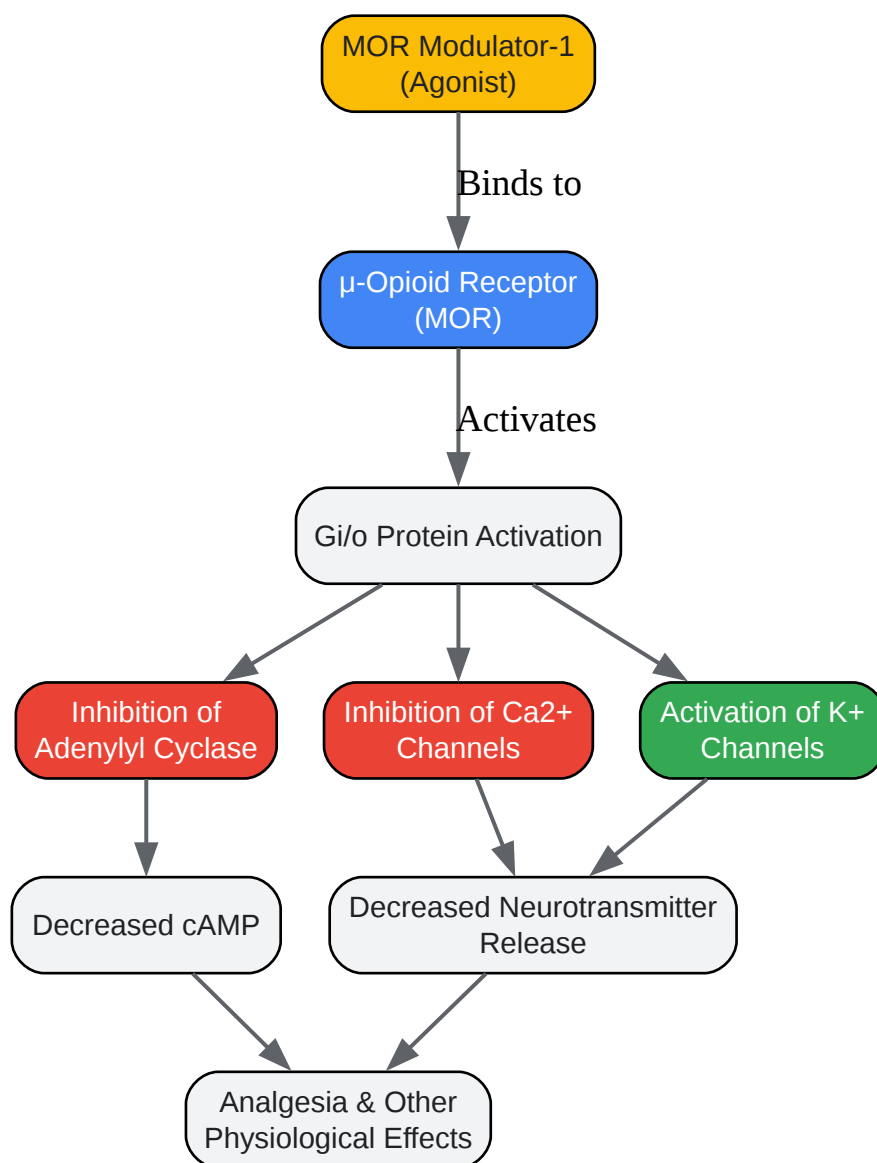 MOR Modulator-1
(Agonist)
Binds to
μ-Opioid Receptor
(MOR)
Activates
Gi/o Protein Activation
Inhibition of
Adenylyl Cyclase
Inhibition of Ca2+
Channels
Activation of K+
Channels
Decreased cAMP
Decreased Neurotransmitter
Release
Analgesia & Other
Physiological Effects